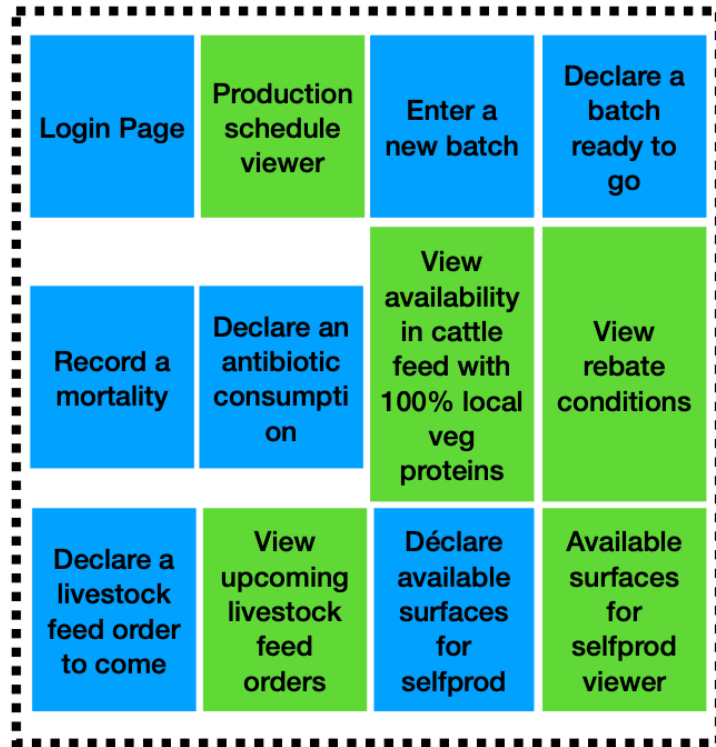 Login Page
Production
schedule
viewer
Enter a
new batch
Declare a
batch
ready to
go
Record a
mortality
Declare an
antibiotic
consumpti
on
View
availability
in cattle
feed with
100% local
veg
proteins
View
rebate
conditions
Declare a
livestock
feed order
to come
View
upcoming
livestock
feed
orders
Déclare
available
surfaces
for
selfprod
Available
surfaces
for
selfprod
viewer